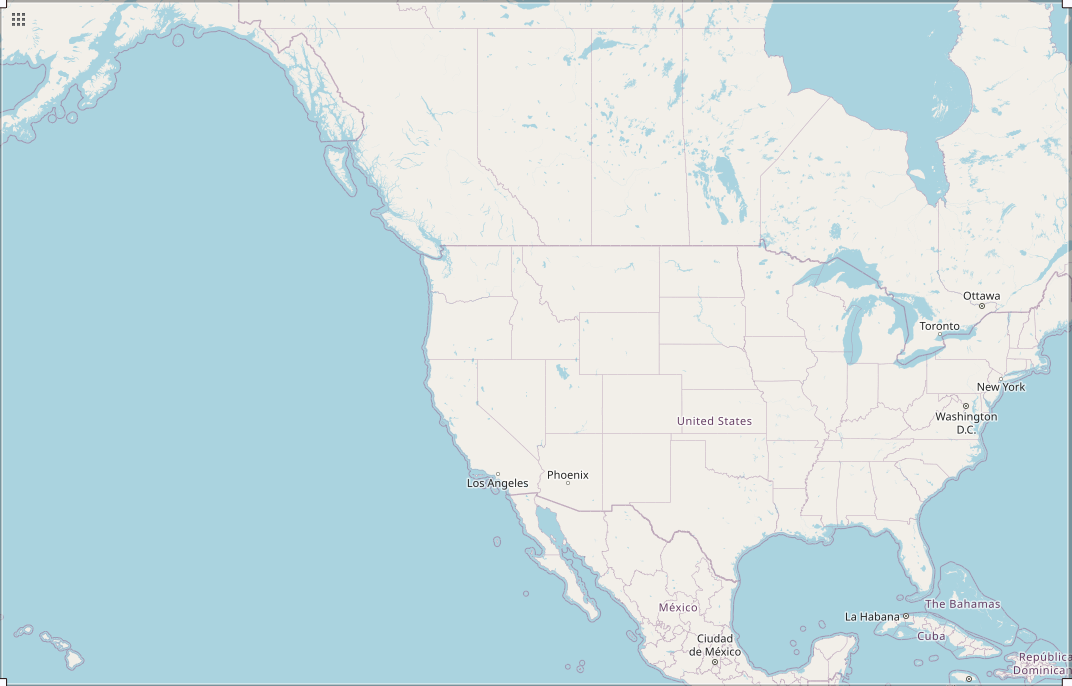 Ottawa
Toronto
New York
Washington
D.C.
United States
Phoenix
Los Angeles
The Bahamas
México
La Habana
Cuba
Ciudad
de México
República
Dominican